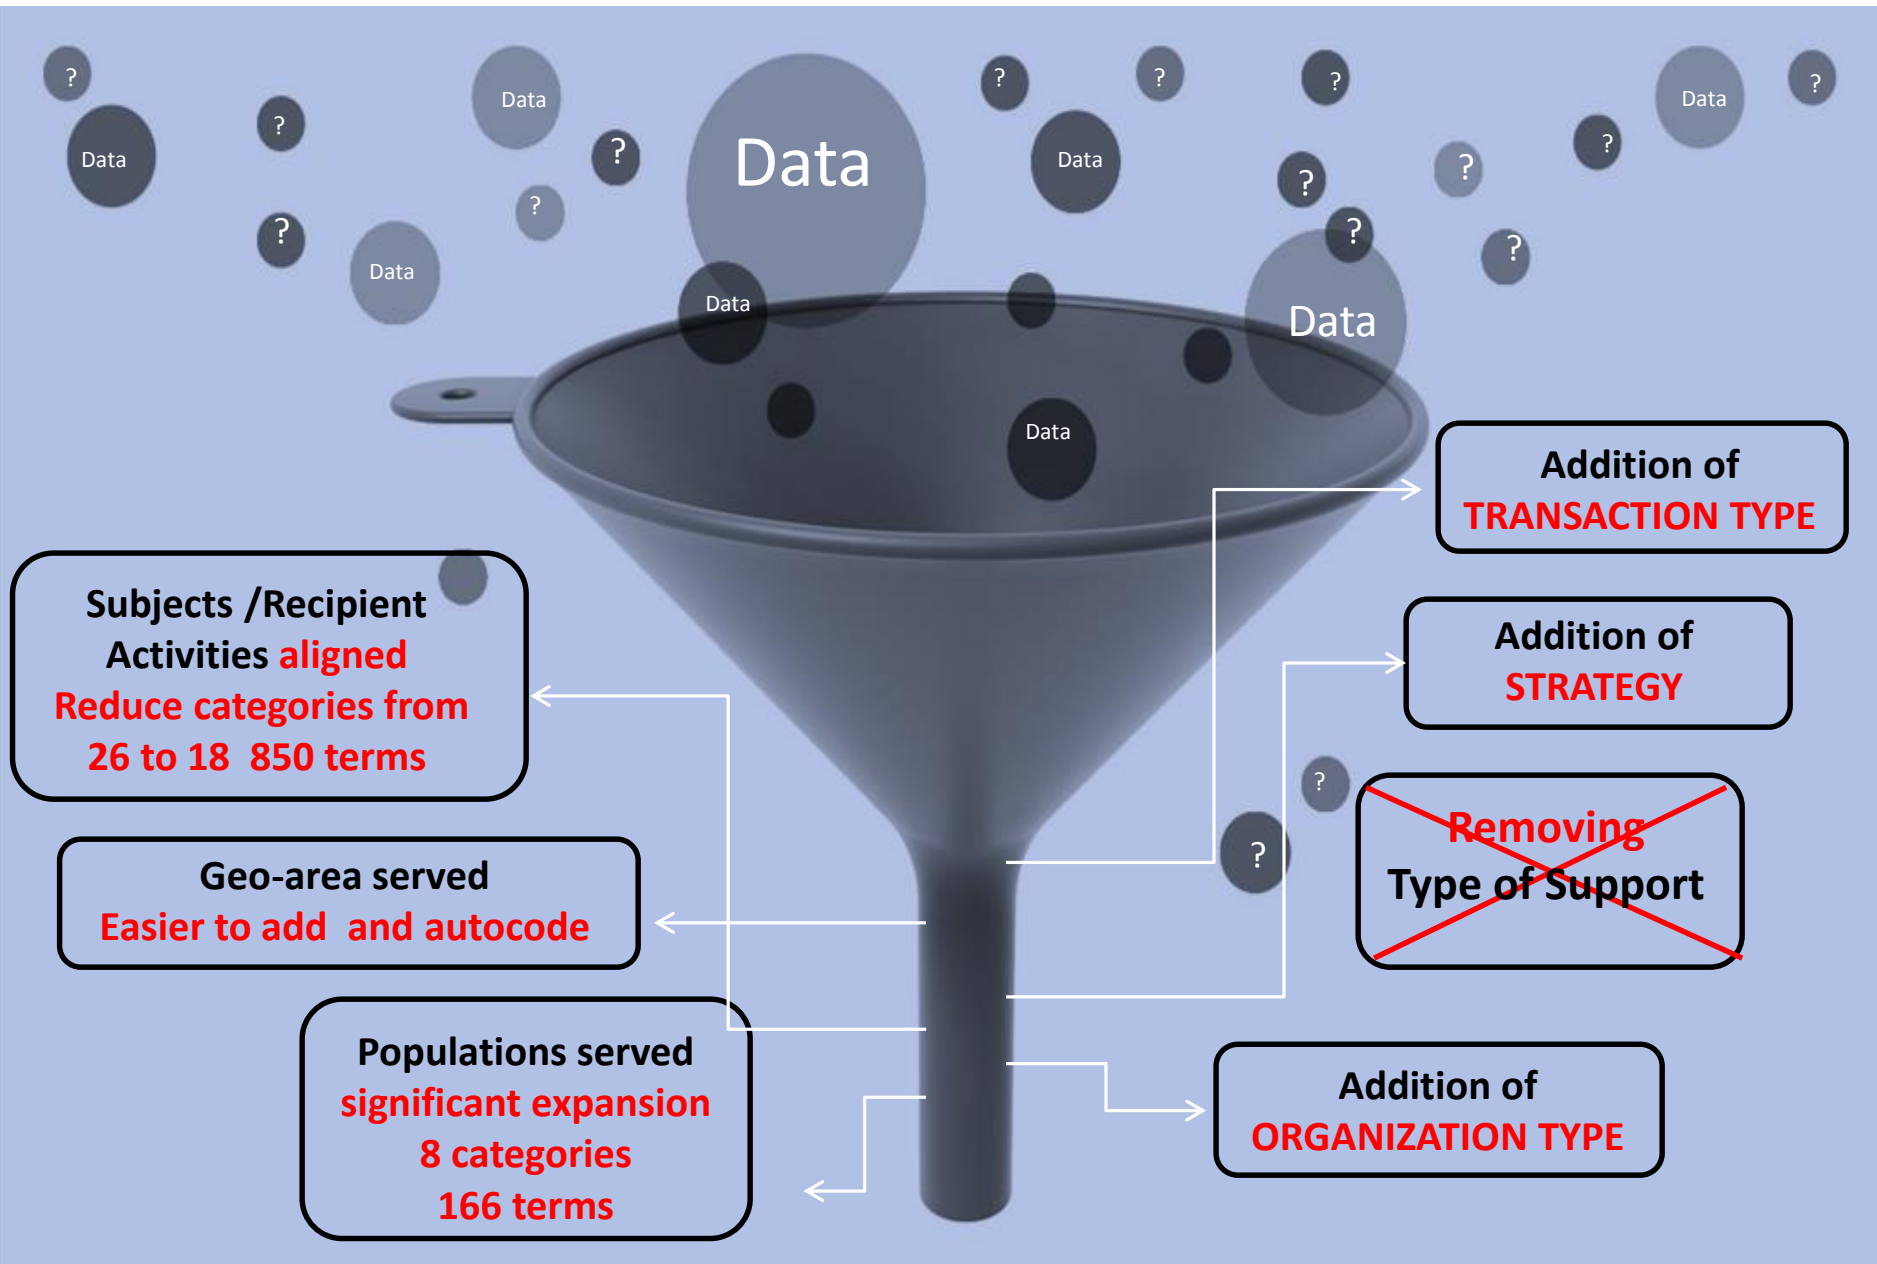 ?
?
?
?
?
Data
Data
Data
?
?
Data
?
Data
?
?
?
Data
?
?
?
?
?
Data
Data
Data
Data
Addition of
TRANSACTION TYPE
Subjects /Recipient
Activities aligned
Reduce categories from
26 to 18  850 terms
Addition of
STRATEGY
?
?
Removing
Type of Support
Geo-area served
Easier to add  and autocode
Populations served
significant expansion
8 categories
166 terms
Addition of
ORGANIZATION TYPE